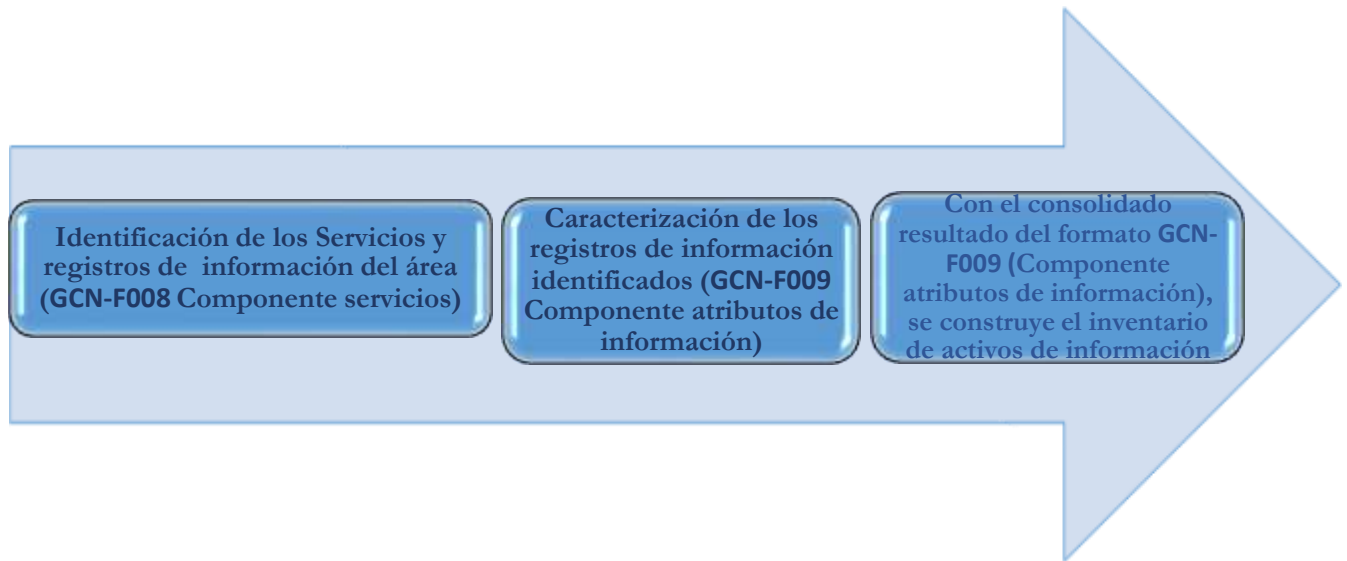 Identificación de los Servicios y
registros de información del área
(GCN-F008 Componente servicios)
Caracterización de los
registros de información
identificados (GCN-F009
Componente atributos de
información)
Con el consolidado
resultado del formato GCN-
F009 (Componente
atributos de información),
se construye el inventario
de activos de información